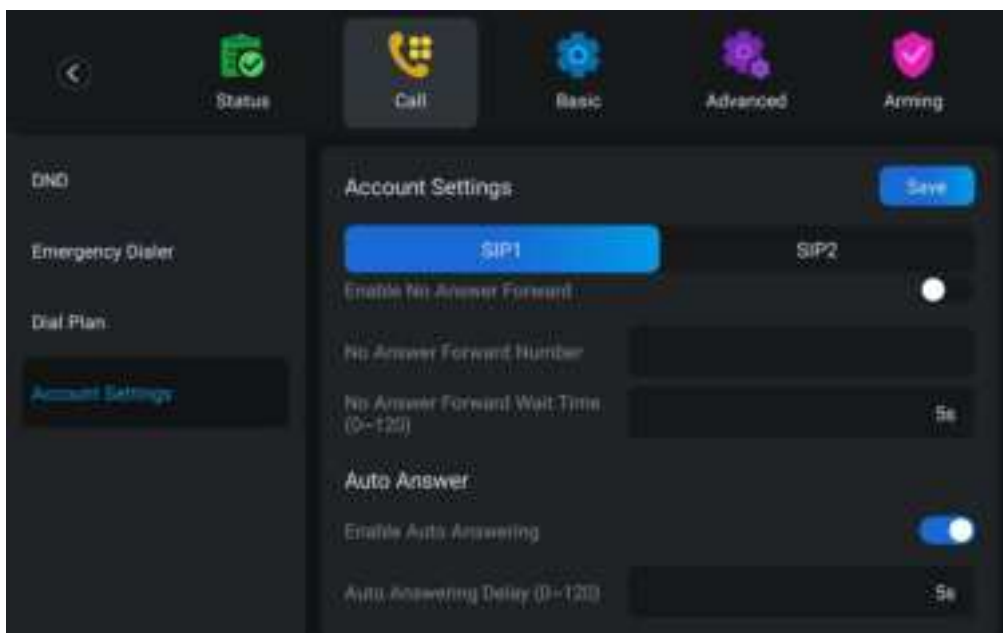 Status
Call
Basic
Advanced
Arming
DND
Emergency Dialer
Dial Plan
Account Settings
Account Settings
Save
SIP1
SIP2
Enable No Answer Forward
No Answer Forward Number
No Answer Forward Wait Time
(0~120)
5s
Auto Answer
Enable Auto Answering
Auto Answering Delay (0~120)
5s